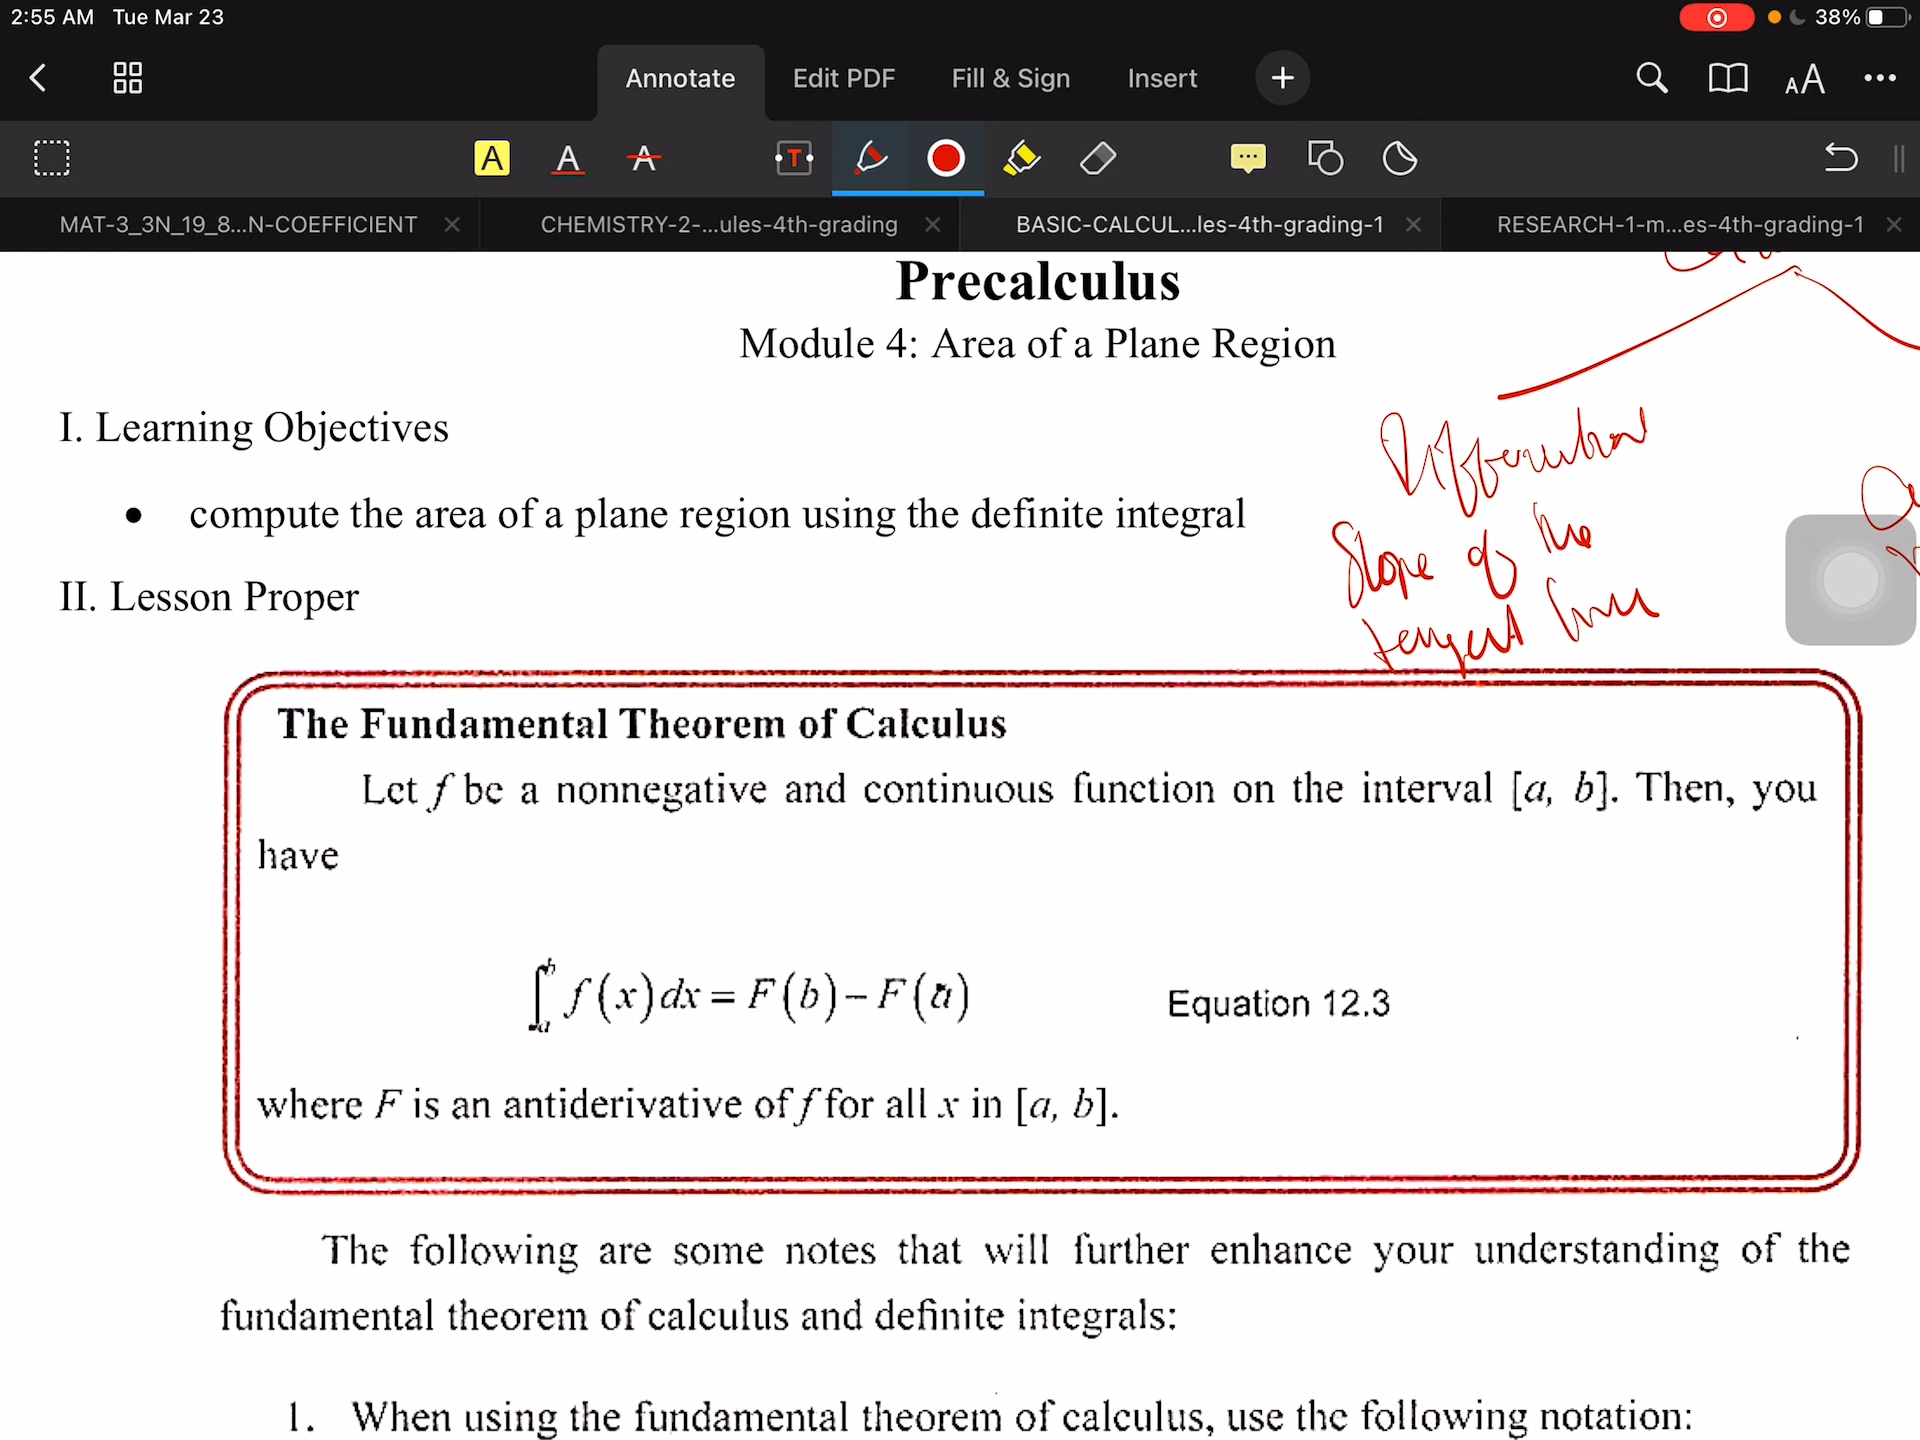 2:55 AM Tue Mar 23
38%
Annotate Edit PDF Fill & Sign Insert
AA
A A A T
MAT-3_3N_19_8...N-COEFFICIENT CHEMISTRY-2-...ules-4th-grading BASIC-CALCUL...les-4th-grading-1 RESEARCH-1-m...es-4th-grading-1
Precalculus
Module 4: Area of a Plane Region
I. Learning Objectives
• compute the area of a plane region using the definite integral
II. Lesson Proper
Slope of the
tangent line
The Fundamental Theorem of Calculus
Let f be a nonnegative and continuous function on the interval [a, b]. Then, you
have
∫_a^b f(x)dx = F(b) – F(a)
Equation 12.3
where F is an antiderivative of f for all x in [a, b].
The following are some notes that will further enhance your understanding of the
fundamental theorem of calculus and definite integrals:
1. When using the fundamental theorem of calculus, use the following notation: